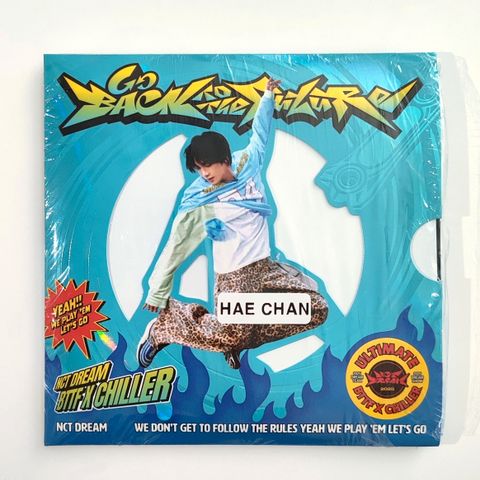 GO
BACK TO
THE FUTURE!
HAE CHAN
YEAH!!
WE PLAY 'EM
LET'S GO
NCT DREAM
BTTF X CHILLER
ULTIMATE
2025
BTTF X CHILLER
NCT DREAM
WE DON'T GET TO FOLLOW THE RULES YEAH WE PLAY 'EM LET'S GO